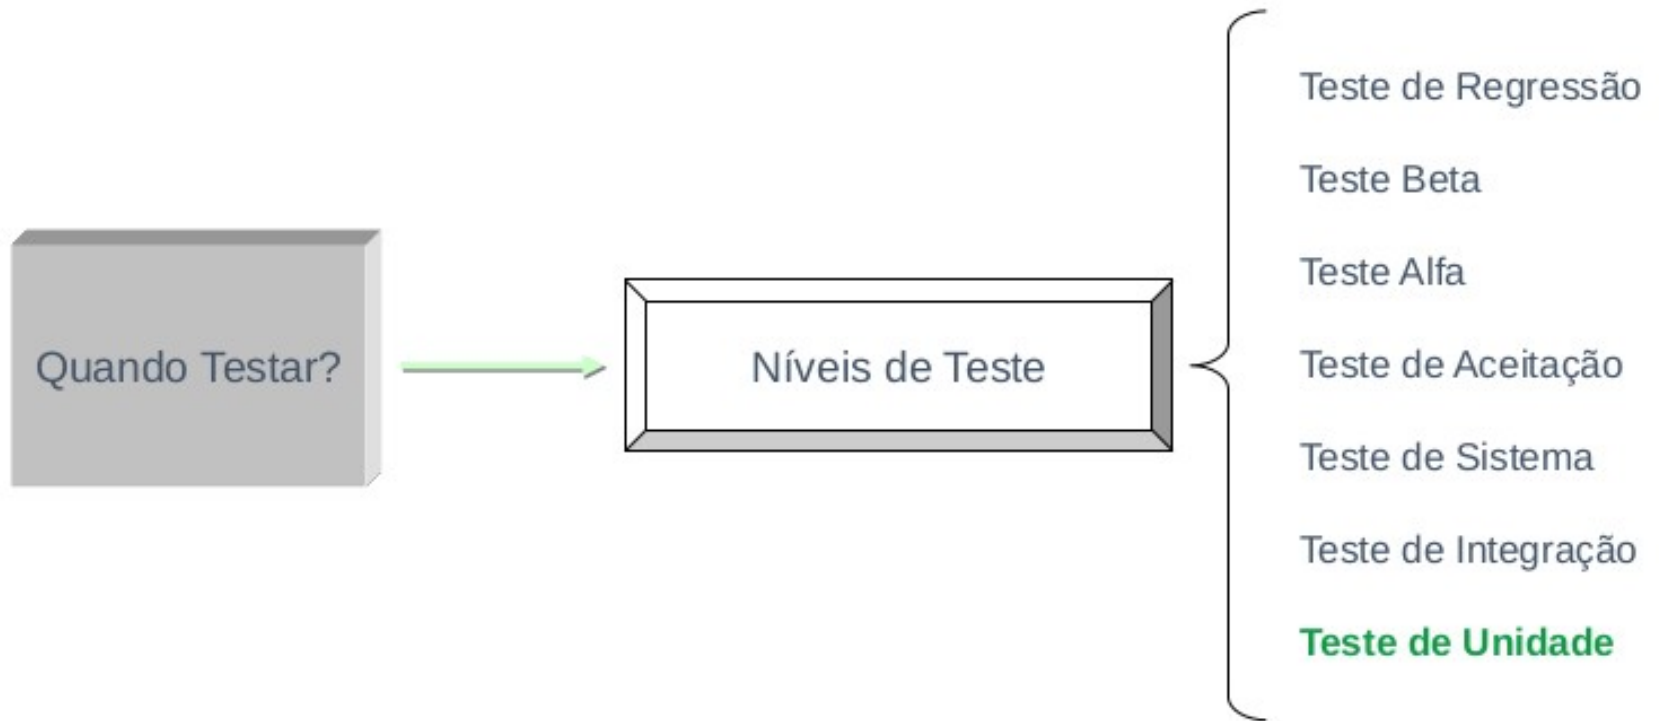 Quando Testar?
Níveis de Teste
Teste de Regressão
Teste Beta
Teste Alfa
Teste de Aceitação
Teste de Sistema
Teste de Integração
Teste de Unidade